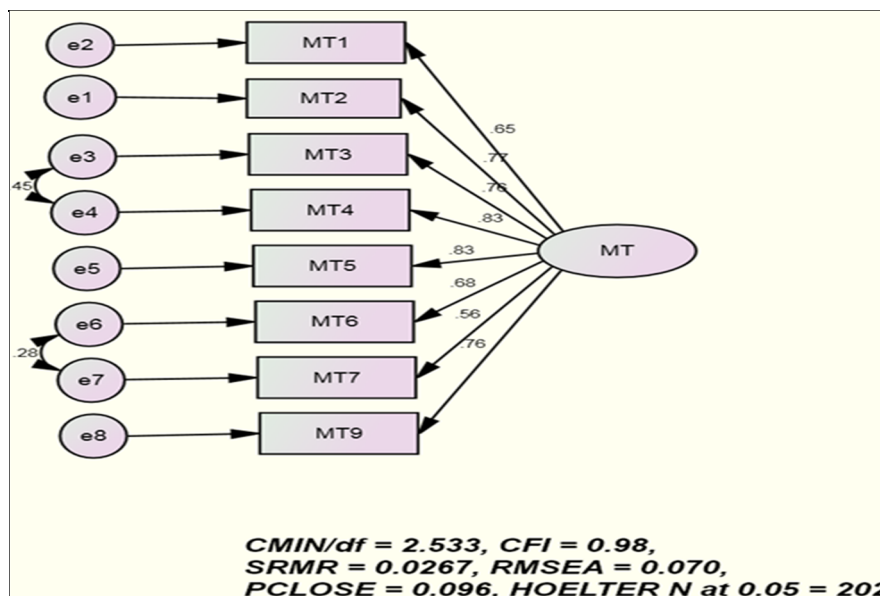 e2 MT1
e1 MT2
.65
e3 MT3
.77
45
.76
e4 MT4
.83
MT
e5 MT5
.83
.68
e6 MT6
.56
.28
.76
e7 MT7
e8 MT9
CMIN/df = 2.533, CFI = 0.98,
SRMR = 0.0267, RMSEA = 0.070,
PCLOSE = 0.096, HOELTER N at 0.05 = 202